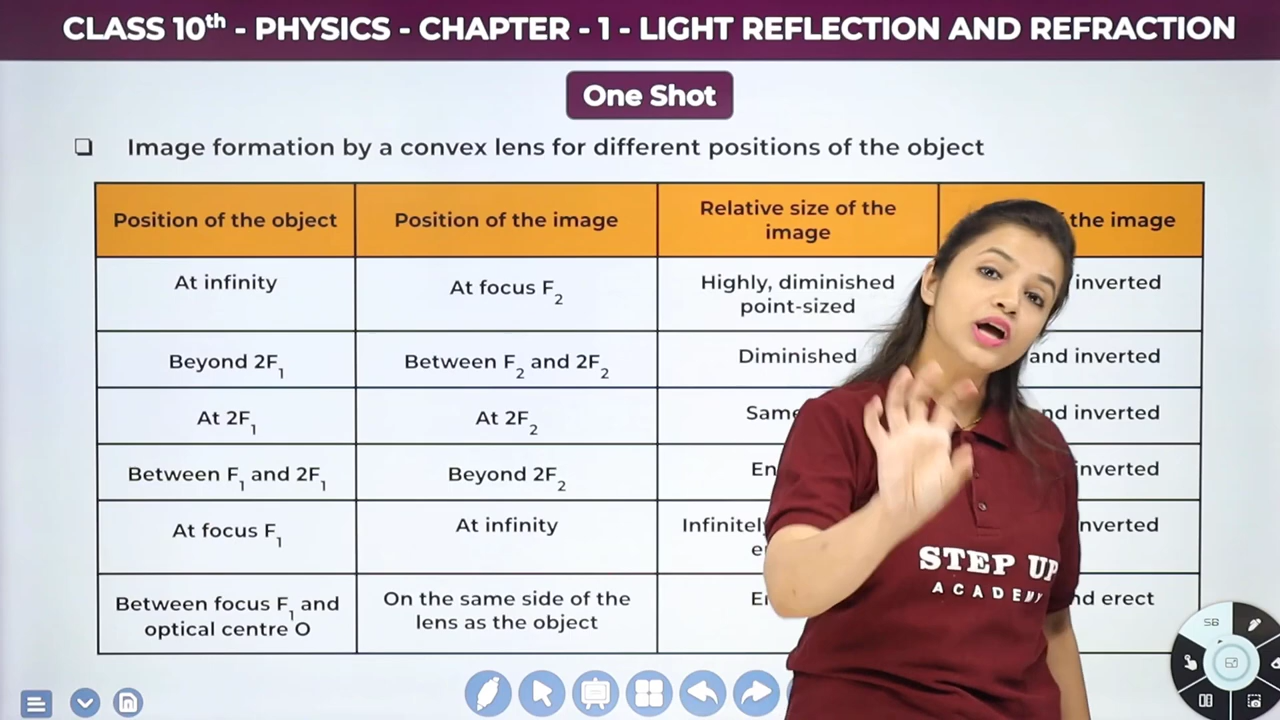 CLASS 10th - PHYSICS - CHAPTER - 1 - LIGHT REFLECTION AND REFRACTION
One Shot
❑ Image formation by a convex lens for different positions of the object
Position of the object
Position of the image
Relative size of the
image
the image
At infinity
At focus F2
Highly, diminished
point-sized
inverted
Beyond 2F1
Between F2 and 2F2
Diminished
and inverted
At 2F1
At 2F2
Same
inverted
Between F1 and 2F1
Beyond 2F2
inverted
At focus F1
At infinity
Between focus F1 and
optical centre O
On the same side of the
lens as the object
erect
STEP UP
ACADEMY